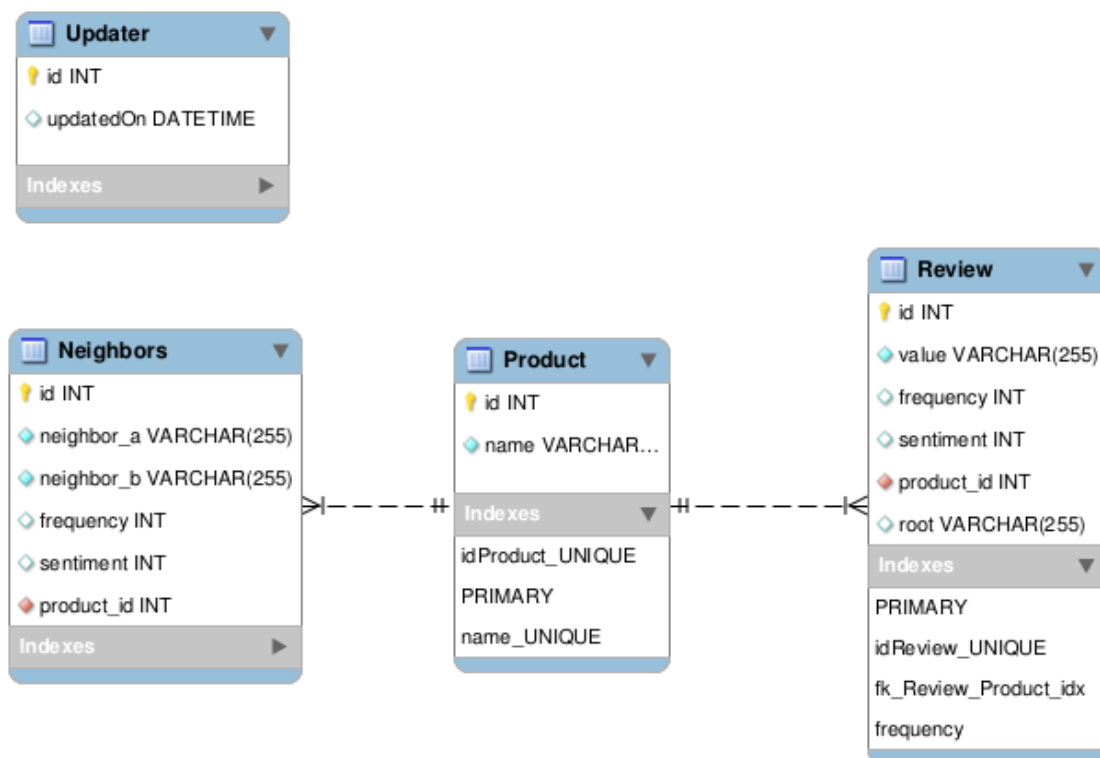 Updater
id INT
updatedOn DATETIME
Indexes
Neighbors
id INT
neighbor_a VARCHAR(255)
neighbor_b VARCHAR(255)
frequency INT
sentiment INT
product_id INT
Indexes
Product
id INT
name VARCHAR...
Indexes
idProduct_UNIQUE
PRIMARY
name_UNIQUE
Review
id INT
value VARCHAR(255)
frequency INT
sentiment INT
product_id INT
root VARCHAR(255)
Indexes
PRIMARY
idReview_UNIQUE
fk_Review_Product_idx
frequency